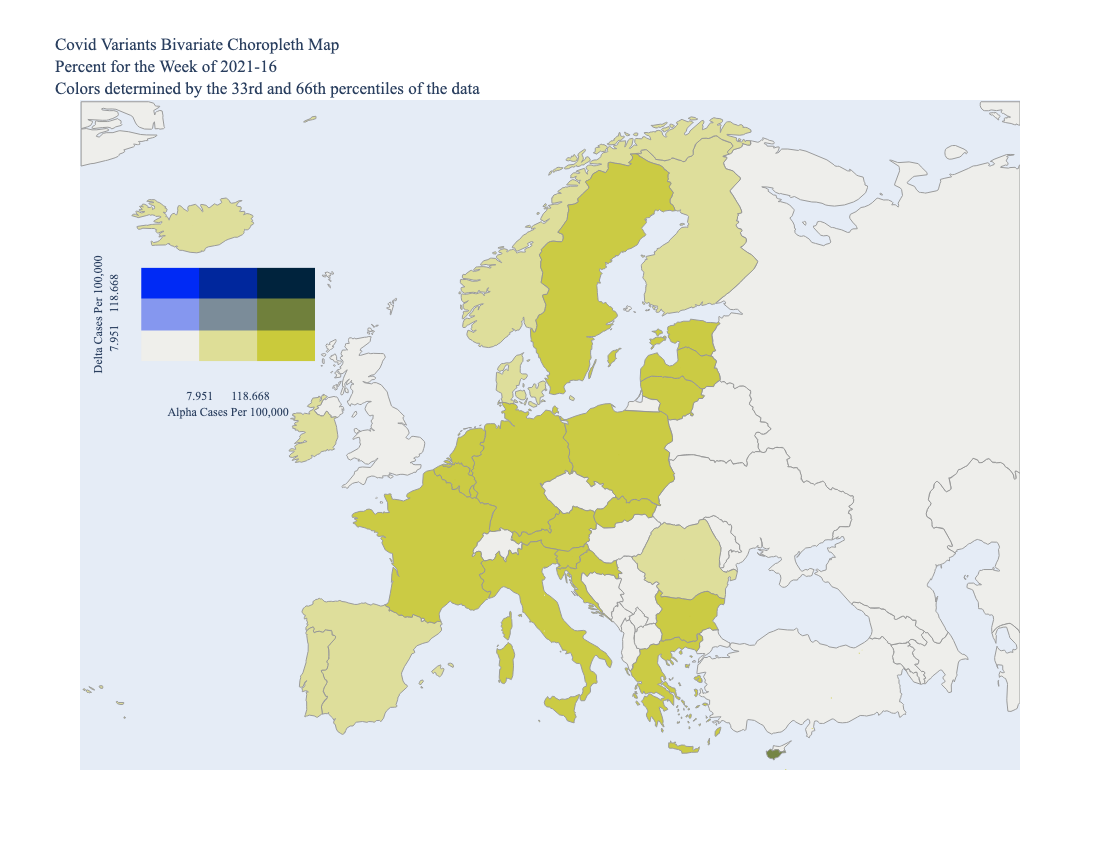 Covid Variants Bivariate Choropleth Map
Percent for the Week of 2021-16
Colors determined by the 33rd and 66th percentiles of the data
Delta Cases Per 100,000
7.951 118.668
7.951 118.668
Alpha Cases Per 100,000